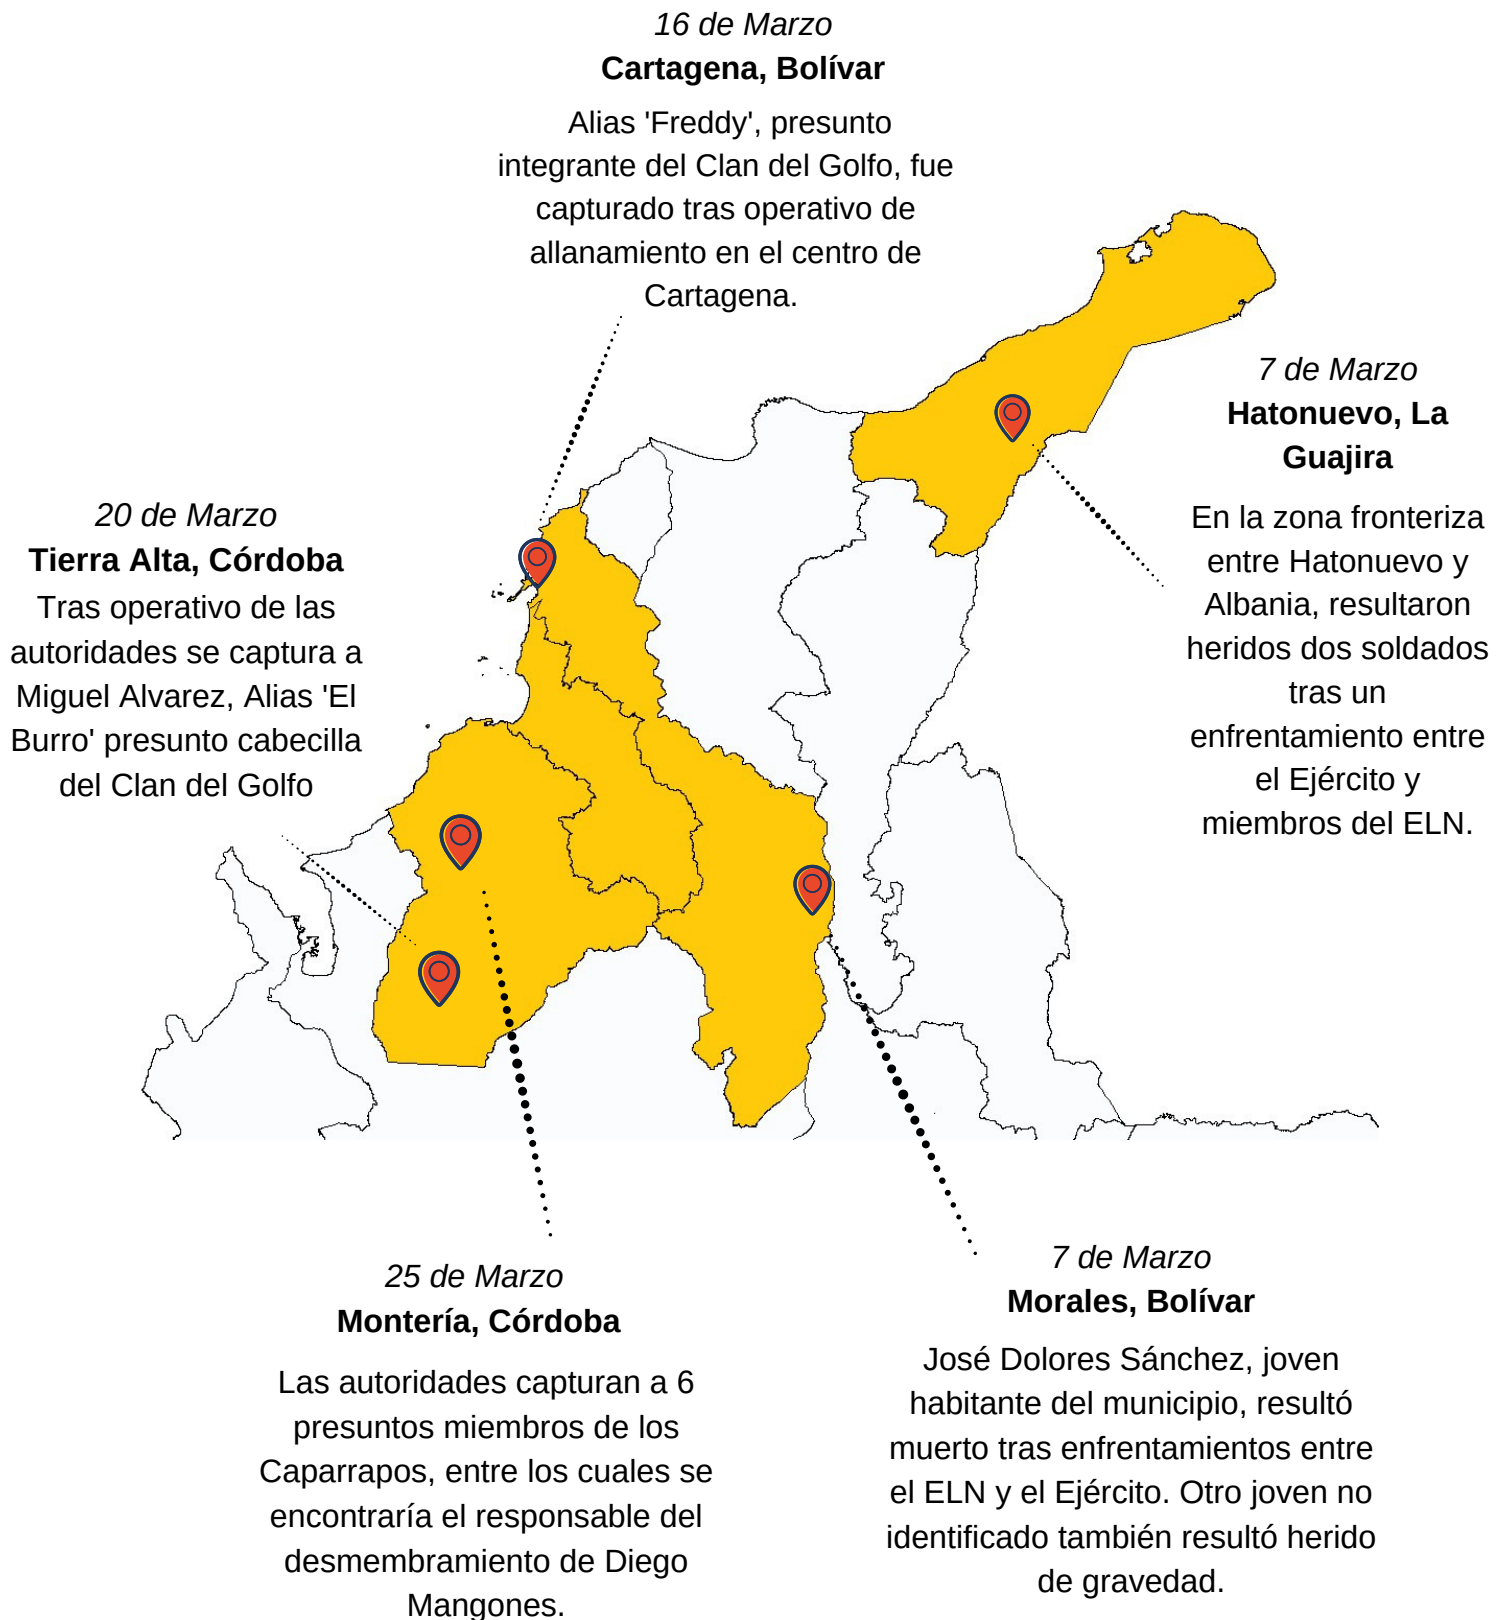 16 de Marzo
Cartagena, Bolívar
Alias 'Freddy', presunto
integrante del Clan del Golfo, fue
capturado tras operativo de
allanamiento en el centro de
Cartagena.
7 de Marzo
Hatonuevo, La
Guajira
En la zona fronteriza
entre Hatonuevo y
Albania, resultaron
heridos dos soldados
tras un
enfrentamiento entre
el Ejército y
miembros del ELN.
20 de Marzo
Tierra Alta, Córdoba
Tras operativo de las
autoridades se captura a
Miguel Alvarez, Alias 'El
Burro' presunto cabecilla
del Clan del Golfo
25 de Marzo
Montería, Córdoba
Las autoridades capturan a 6
presuntos miembros de los
Caparrapos, entre los cuales se
encontraría el responsable del
desmembramiento de Diego
Mangones.
7 de Marzo
Morales, Bolívar
José Dolores Sánchez, joven
habitante del municipio, resultó
muerto tras enfrentamientos entre
el ELN y el Ejército. Otro joven no
identificado también resultó herido
de gravedad.